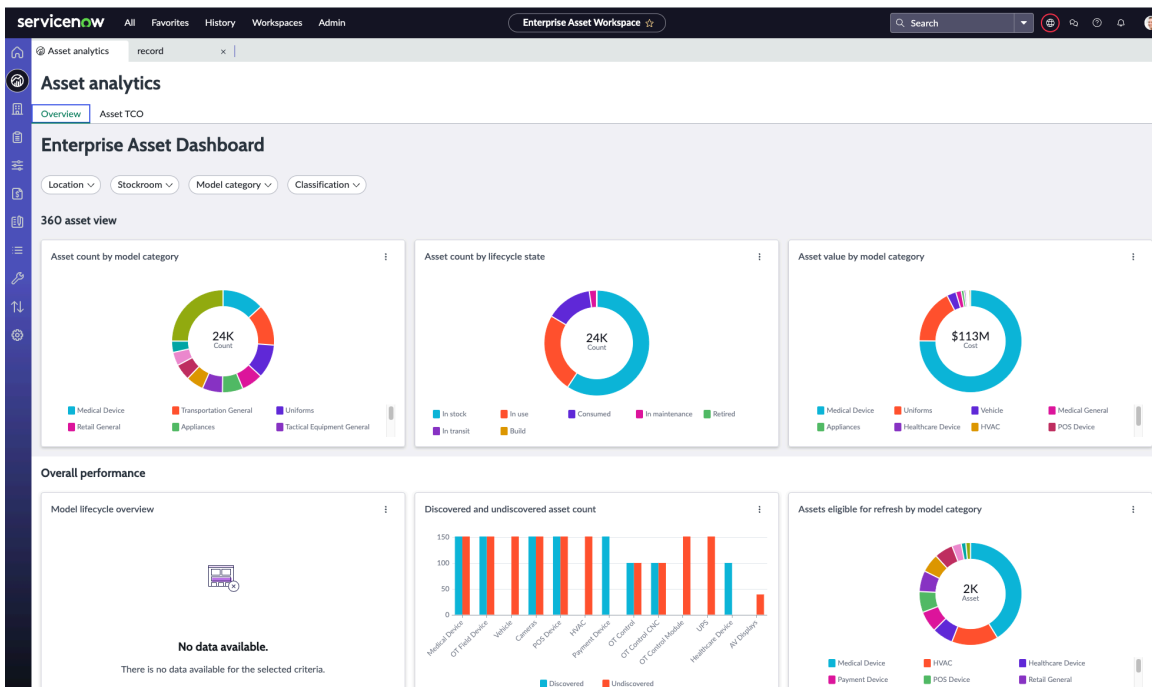 servicenow All Favorites History Workspaces Admin Enterprise Asset Workspace ☆ Search
Asset analytics record ×
Asset analytics
Overview Asset TCO
Enterprise Asset Dashboard
Location Stockroom Model category Classification
360 asset view
Asset count by model category
24K
Count
Medical Device Transportation General Uniforms
Retail General Appliances Tactical Equipment General
Asset count by lifecycle state
24K
Count
In stock In use Consumed In maintenance Retired
In transit Build
Asset value by model category
$113M
Cost
Medical Device Uniforms Vehicle Medical General
Appliances Healthcare Device HVAC POS Device
Overall performance
Model lifecycle overview
No data available.
There is no data available for the selected criteria.
Discovered and undiscovered asset count
150
100
50
0
Medical Device OT Field Device Vehicle Cameras POS Device HVAC Payment Device OT Control OT Control CNC OT Control Module UPS Healthcare Device AV Displays
Discovered Undiscovered
Assets eligible for refresh by model category
2K
Asset
Medical Device HVAC Healthcare Device
Payment Device POS Device Retail General